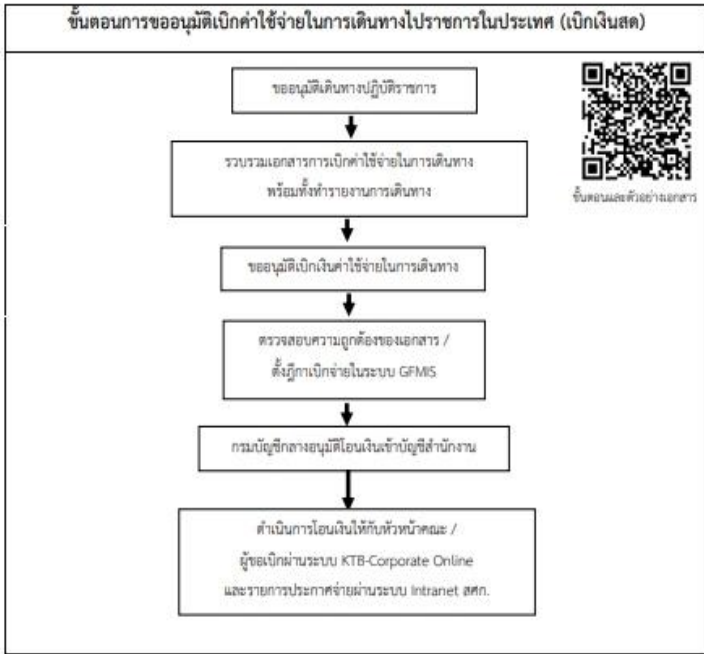 ขั้นตอนการขออนุมัติเบิกค่าใช้จ่ายในการเดินทางไปราชการในประเทศ (เบิกเงินสด)
ขออนุมัติเดินทางปฏิบัติราชการ
รวบรวมเอกสารการเบิกค่าใช้จ่ายในการเดินทาง
พร้อมทั้งทำรายงานการเดินทาง
ขั้นตอนและตัวอย่างเอกสาร
ขออนุมัติเบิกเงินค่าใช้จ่ายในการเดินทาง
ตรวจสอบความถูกต้องของเอกสาร /
ตั้งฎีกาเบิกจ่ายในระบบ GFMIS
กรมบัญชีกลางอนุมัติโอนเงินเข้าบัญชีสำนักงาน
ดำเนินการโอนเงินให้กับหัวหน้าคณะ /
ผู้ขอเบิกผ่านระบบ KTB-Corporate Online
และรายการประกาศจ่ายผ่านระบบ Intranet สศก.